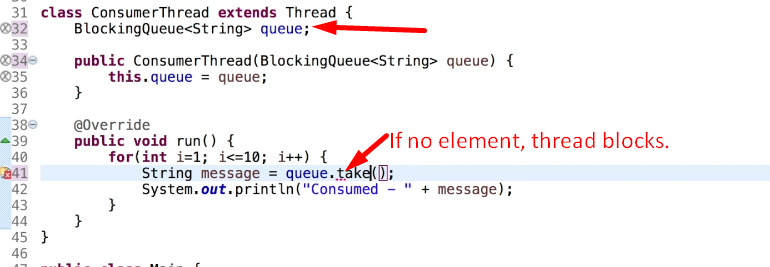 31 class ConsumerThread extends Thread {
32 BlockingQueue<String> queue;
33
34 public ConsumerThread(BlockingQueue<String> queue) {
35 this.queue = queue;
36 }
37
38 @Override
39 public void run() { If no element, thread blocks.
40 for(int i=1; i<=10; i++) {
41 String message = queue.take();
42 System.out.println("Consumed - " + message);
43 }
44 }
45 }
46